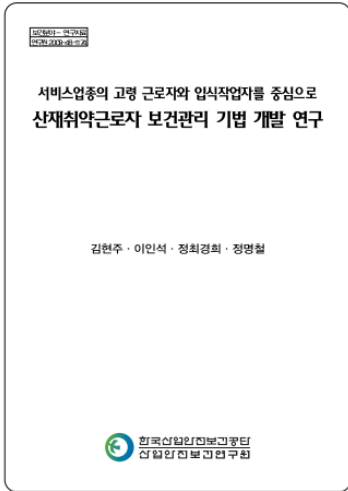 보건분야 - 연구자료
서비스업종의 고령 근로자와 입식작업자를 중심으로
산재취약근로자 보건관리 기법 개발 연구
김현주 · 이인석 · 정최경희 · 정명철
한국산업안전보건공단
산업안전보건연구원